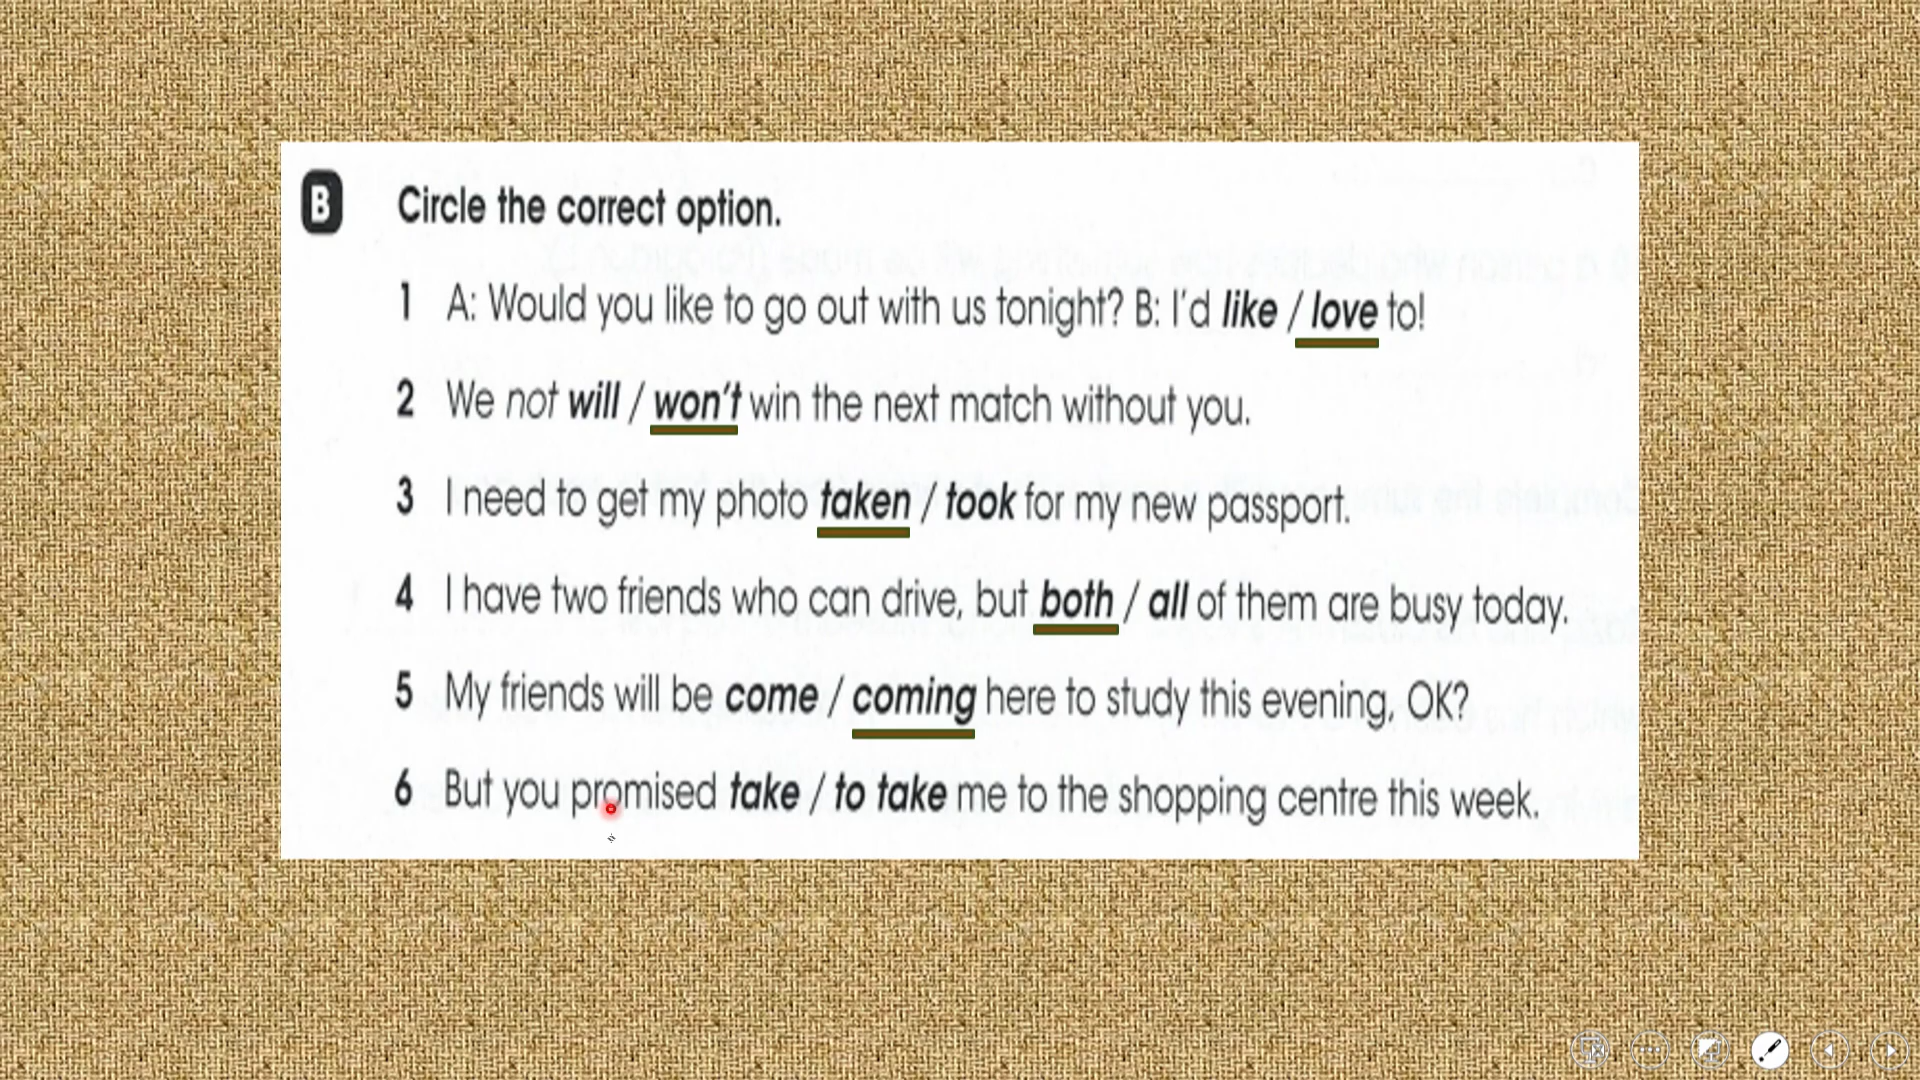 B Circle the correct option.
1 A: Would you like to go out with us tonight? B: I'd like / love to!
2 We not will / won't win the next match without you.
3 I need to get my photo taken / took for my new passport.
4 I have two friends who can drive, but both / all of them are busy today.
5 My friends will be come / coming here to study this evening, OK?
6 But you promised take / to take me to the shopping centre this week.